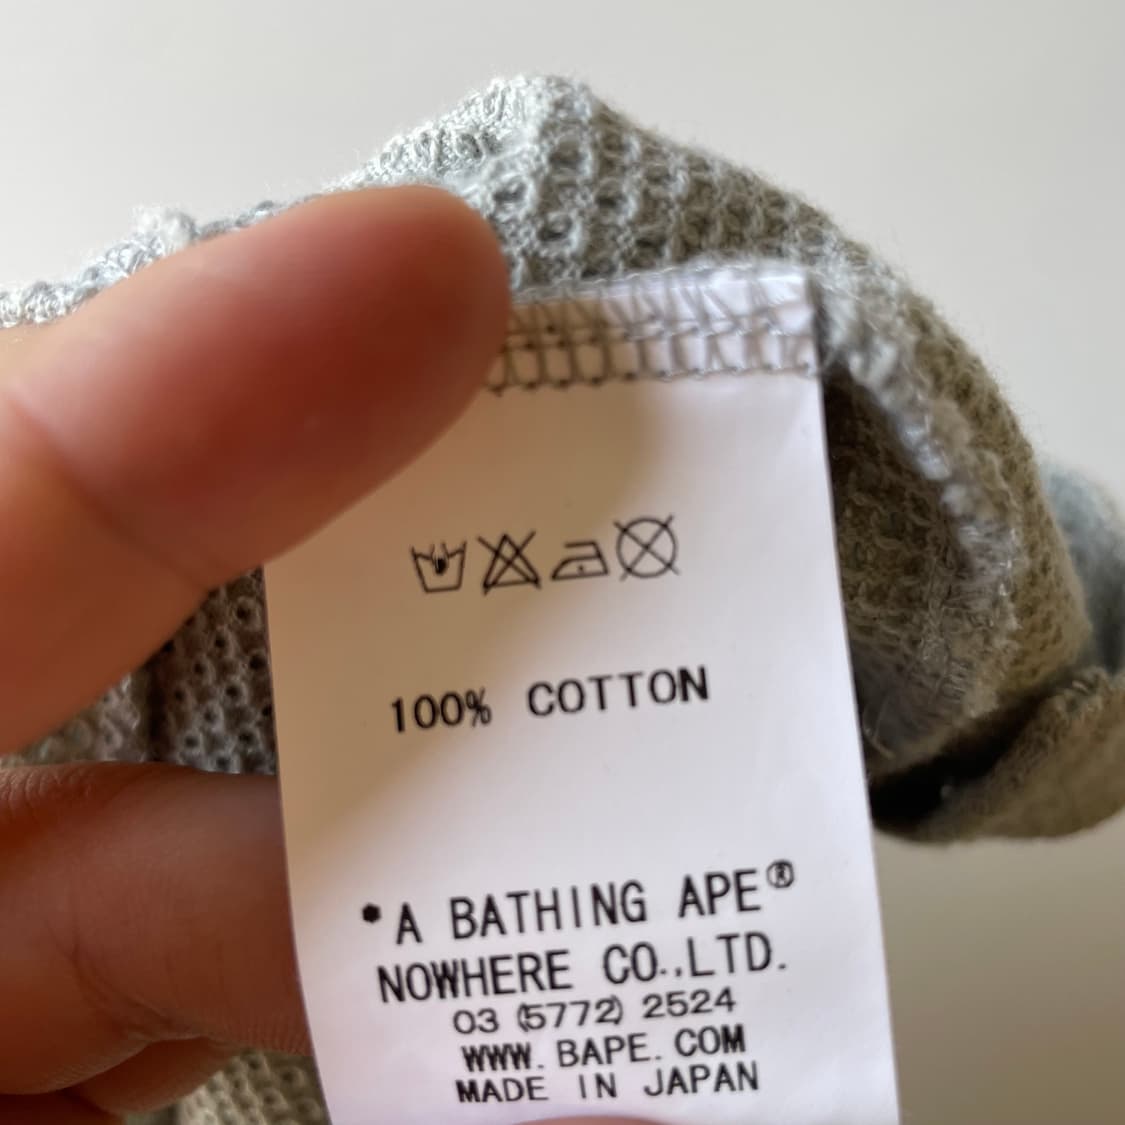 100% COTTON
*A BATHING APE®
NOWHERE CO.,LTD.
03 (5772) 2524
WWW. BAPE. COM
MADE IN JAPAN